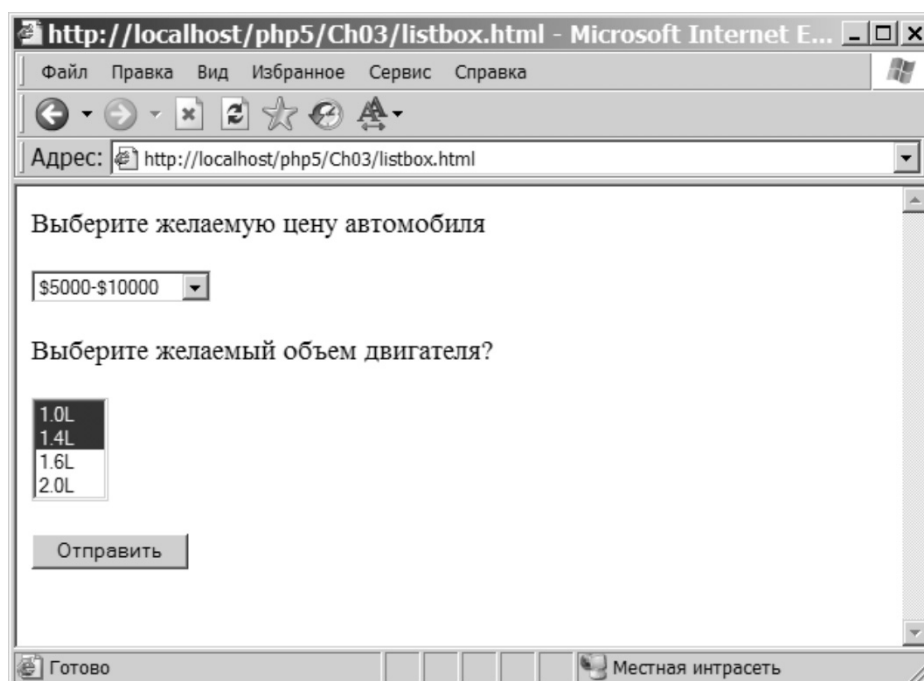 http://localhost/php5/Ch03/listbox.html - Microsoft Internet E...
Файл Правка Вид Избранное Сервис Справка
Адрес: http://localhost/php5/Ch03/listbox.html
Выберите желаемую цену автомобиля
$5000-$10000
Выберите желаемый объем двигателя?
1.0L
1.4L
1.6L
2.0L
Отправить
Готово Местная интрасеть